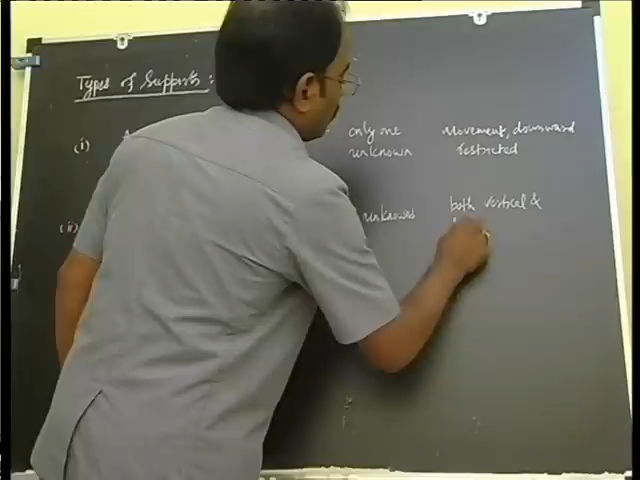 Types of Supports :
(i) only one Movement, downward
unknown restricted
(ii) unknowns both vertical &